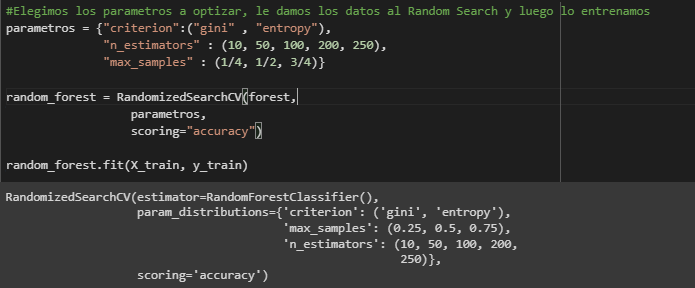 #Elegimos los parametros a optizar, le damos los datos al Random Search y luego lo entrenamos
parametros = {"criterion":("gini" , "entropy"),
"n_estimators" : (10, 50, 100, 200, 250),
"max_samples" : (1/4, 1/2, 3/4)}
random_forest = RandomizedSearchCV(forest,
parametros,
scoring="accuracy")
random_forest.fit(X_train, y_train)
RandomizedSearchCV(estimator=RandomForestClassifier(),
param_distributions={'criterion': ('gini', 'entropy'),
'max_samples': (0.25, 0.5, 0.75),
'n_estimators': (10, 50, 100, 200,
250)},
scoring='accuracy')